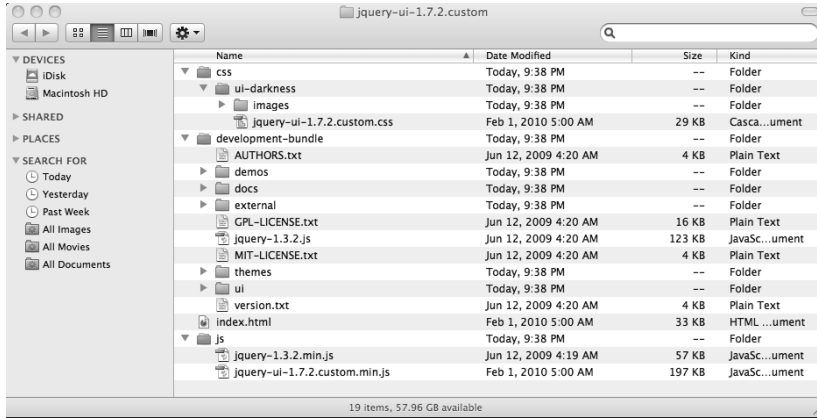 jquery-ui-1.7.2.custom
DEVICES
iDisk
Macintosh HD
SHARED
PLACES
SEARCH FOR
Today
Yesterday
Past Week
All Images
All Movies
All Documents
Name Date Modified Size Kind
css Today, 9:38 PM -- Folder
ui-darkness Today, 9:38 PM -- Folder
images Today, 9:38 PM -- Folder
jquery-ui-1.7.2.custom.css Feb 1, 2010 5:00 AM 29 KB Casca...ument
development-bundle Today, 9:38 PM -- Folder
AUTHORS.txt Jun 12, 2009 4:20 AM 4 KB Plain Text
demos Today, 9:38 PM -- Folder
docs Today, 9:38 PM -- Folder
external Today, 9:38 PM -- Folder
GPL-LICENSE.txt Jun 12, 2009 4:20 AM 16 KB Plain Text
jquery-1.3.2.js Jun 12, 2009 4:20 AM 123 KB JavaSc...ument
MIT-LICENSE.txt Jun 12, 2009 4:20 AM 4 KB Plain Text
themes Today, 9:38 PM -- Folder
ui Today, 9:38 PM -- Folder
version.txt Jun 12, 2009 4:20 AM 4 KB Plain Text
index.html Feb 1, 2010 5:00 AM 33 KB HTML ...ument
js Today, 9:38 PM -- Folder
jquery-1.3.2.min.js Jun 12, 2009 4:19 AM 57 KB JavaSc...ument
jquery-ui-1.7.2.custom.min.js Feb 1, 2010 5:00 AM 197 KB JavaSc...ument
19 items, 57.96 GB available